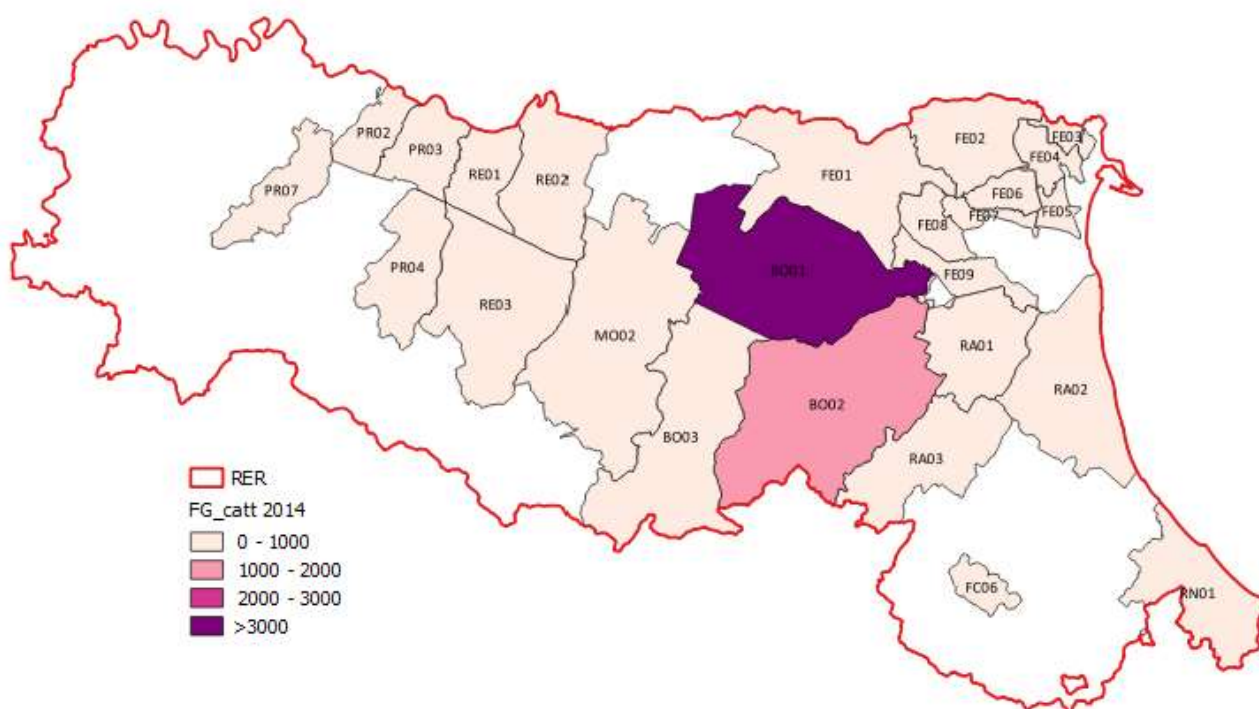 PR02
PR03
RE01
RE02
PR07
FE01
FE02
FE03
FE04
FE06
FE05
FE07
FE08
FE09
PR04
RE03
MO02
BO01
RA01
RA02
BO02
BO03
RA03
FC06
RN01
RER
FG_catt 2014
0 - 1000
1000 - 2000
2000 - 3000
>3000